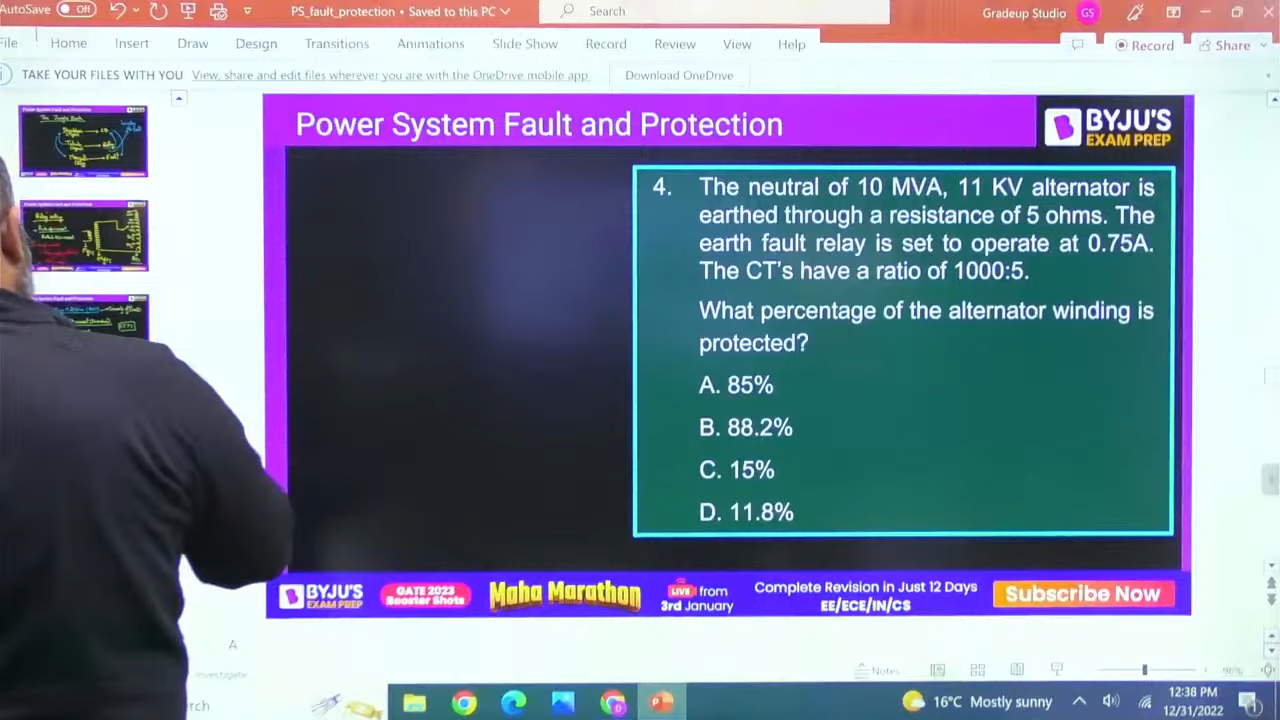 AutoSave Off
PS_fault_protection • Saved to this PC
Search
Gradeup Studio GS
File Home Insert Draw Design Transitions Animations Slide Show Record Review View Help
Record Share
TAKE YOUR FILES WITH YOU View, share and edit files wherever you are with the OneDrive mobile app. Download OneDrive
Power System Fault and Protection
BYJU'S
EXAM PREP
4. The neutral of 10 MVA, 11 KV alternator is
earthed through a resistance of 5 ohms. The
earth fault relay is set to operate at 0.75A.
The CT's have a ratio of 1000:5.
What percentage of the alternator winding is
protected?
A. 85%
B. 88.2%
C. 15%
D. 11.8%
BYJU'S
EXAM PREP
GATE 2023
Booster Shots
Maha Marathon
LIVE from
3rd January
Complete Revision in Just 12 Days
EE/ECE/IN/CS
Subscribe Now
A
investigate
Notes
96%
rch
16°C Mostly sunny
12:38 PM
12/31/2022